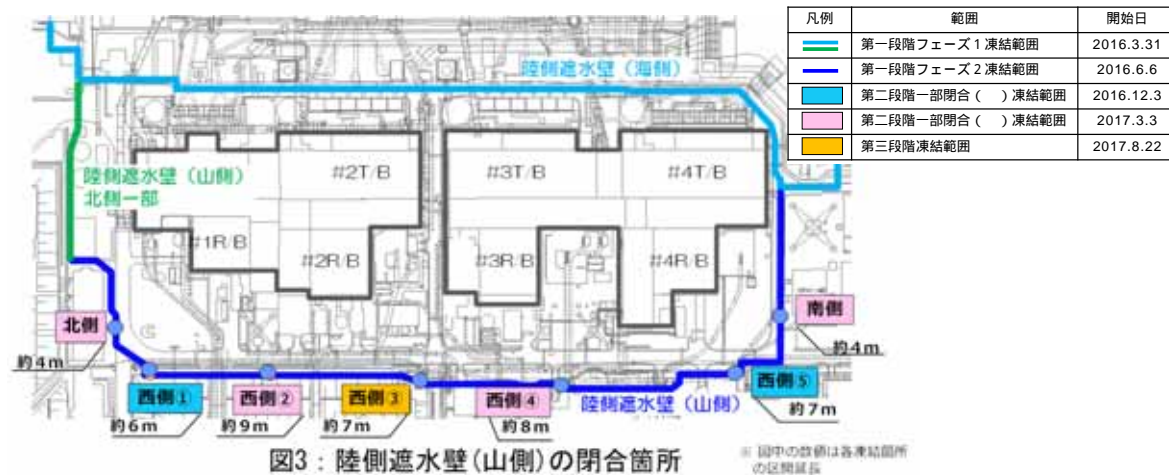 凡例 範囲 開始日
第一段階フェーズ1凍結範囲 2016.3.31
第一段階フェーズ2凍結範囲 2016.6.6
第二段階一部閉合( )凍結範囲 2016.12.3
第二段階一部閉合( )凍結範囲 2017.3.3
第三段階凍結範囲 2017.8.22
陸側遮水壁(海側)
陸側遮水壁(山側)
北側一部
#2T/B
#3T/B
#4T/B
#1R/B
#2R/B
#3R/B
#4R/B
北側
約4m
南側
約4m
西側①
約6m
西側②
約9m
西側③
約7m
西側④
約8m
西側⑤
約7m
陸側遮水壁(山側)
図3:陸側遮水壁(山側)の閉合箇所
※ 図中の数値は各凍結箇所
の区間延長